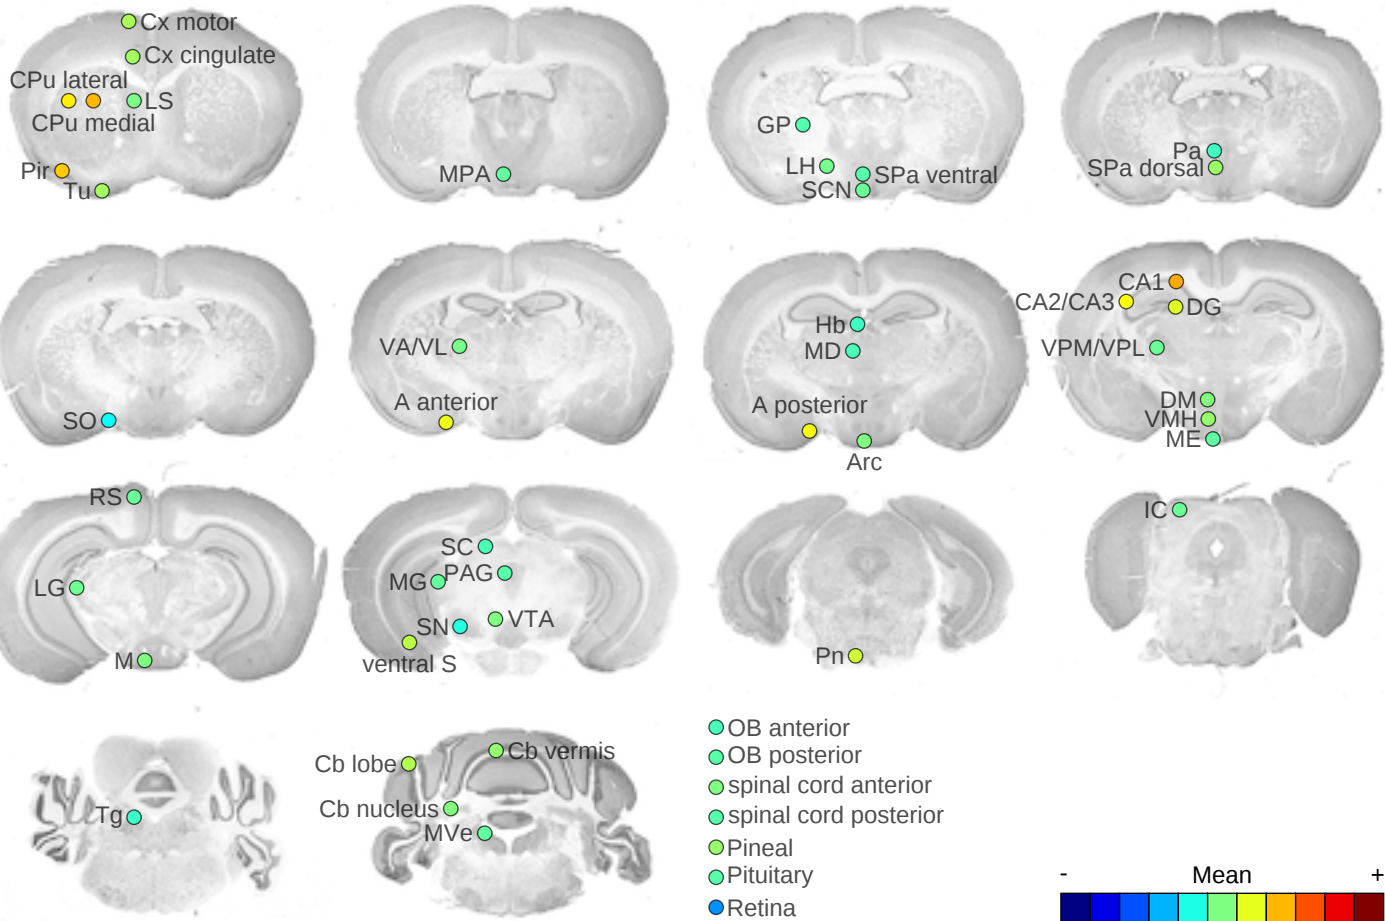 Cx motor
Cx cingulate
CPu lateral
LS
CPu medial
Pir
Tu
MPA
GP
LH
SPa ventral
SCN
Pa
SPa dorsal
SO
VA/VL
A anterior
Hb
MD
A posterior
Arc
CA1
CA2/CA3
DG
VPM/VPL
DM
VMH
ME
RS
LG
M
SC
MG
PAG
SN
VTA
ventral S
Pn
IC
Tg
Cb lobe
Cb vermis
Cb nucleus
MVe
OB anterior
OB posterior
spinal cord anterior
spinal cord posterior
Pineal
Pituitary
Retina
- Mean +